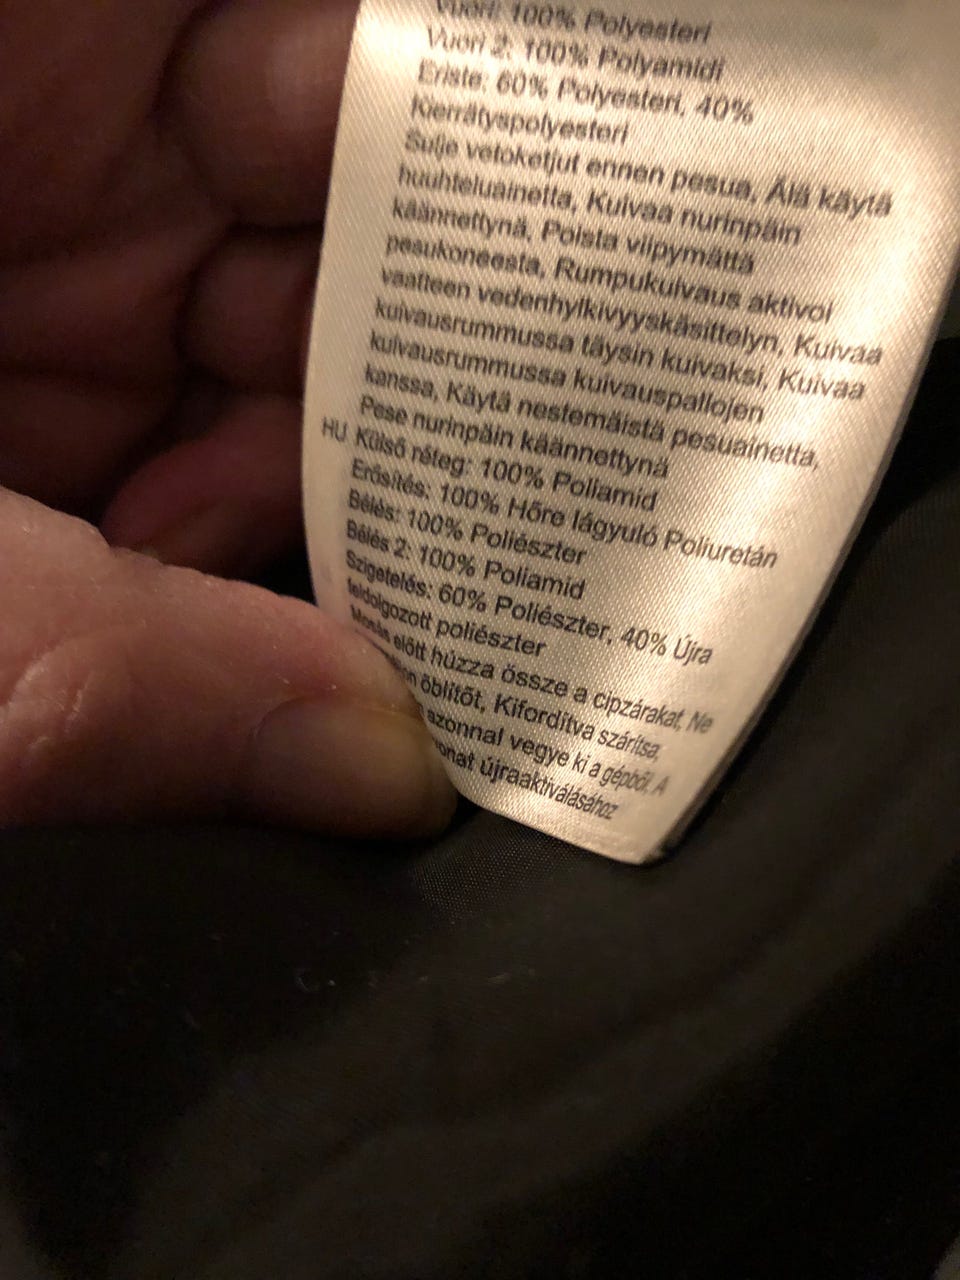 Vuori: 100% Polyesteri
Vuori 2: 100% Polyamidi
Eriste: 60% Polyesteri, 40%
Kierrätyspolyesteri
Sulje vetoketjut ennen pesua, Älä käytä
huuhteluainetta, Kuivaa nurinpäin
käännettynä, Poista viipymättä
pesukoneesta, Rumpukuivaus aktivoi
vaatteen vedenhylkivyyskäsittelyn, Kuivaa
kuivausrummussa täysin kuivaksi, Kuivaa
kuivausrummussa kuivauspallojen
kanssa, Käytä nestemäistä pesuainetta,
Pese nurinpäin käännettynä
HU Külső réteg: 100% Poliamid
Erősítés: 100% Hőre lágyuló Poliuretán
Bélés: 100% Poliészter
Bélés 2: 100% Poliamid
Szigetelés: 60% Poliészter, 40% Újra
feldolgozott poliészter
Mosás előtt húzza össze a cipzárakat, Ne
öblítőt, Kifordítva szárítsa,
azonnal vegye ki a gépből, A
újraaktiválásához